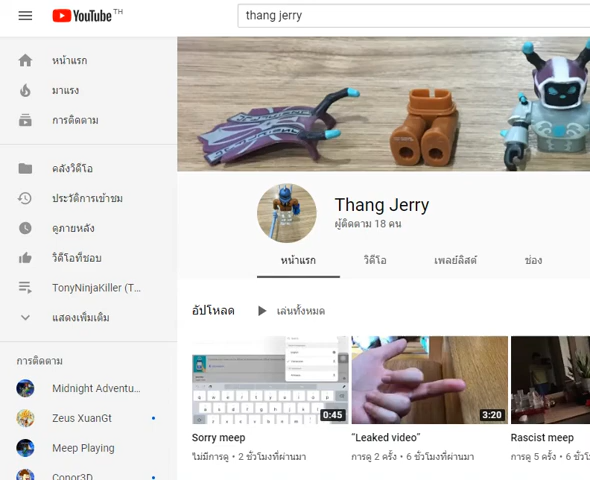 YouTube TH
thang jerry
หน้าแรก
มาแรง
การติดตาม
คลังวิดีโอ
ประวัติการเข้าชม
ดูภายหลัง
วิดีโอที่ชอบ
TonyNinjaKiller (T...
แสดงเพิ่มเติม
การติดตาม
Midnight Adventu...
Zeus XuanGt
Meep Playing
Conor3D
Thang Jerry
ผู้ติดตาม 18 คน
หน้าแรก วิดีโอ เพลย์ลิสต์ ช่อง
อัปโหลด เล่นทั้งหมด
0:45 3:20
Sorry meep "Leaked video" Rascist meep
ไม่มีการดู • 2 ชั่วโมงที่ผ่านมา การดู 2 ครั้ง • 6 ชั่วโมงที่ผ่านมา การดู 5 ครั้ง • 6 ชั่ว